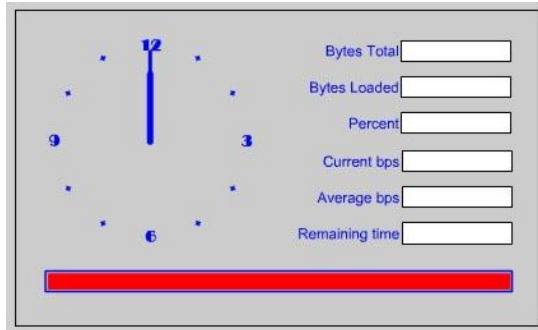 12
9
3
6
Bytes Total
Bytes Loaded
Percent
Current bps
Average bps
Remaining time